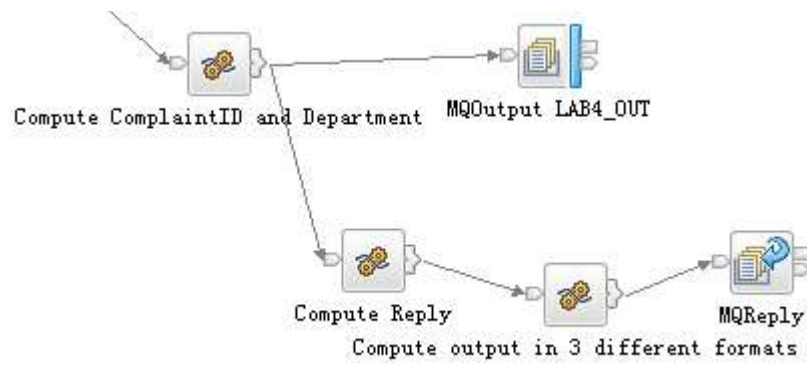 Compute ComplaintID and Department
MQOutput LAB4_OUT
Compute Reply
MQReply
Compute output in 3 different formats